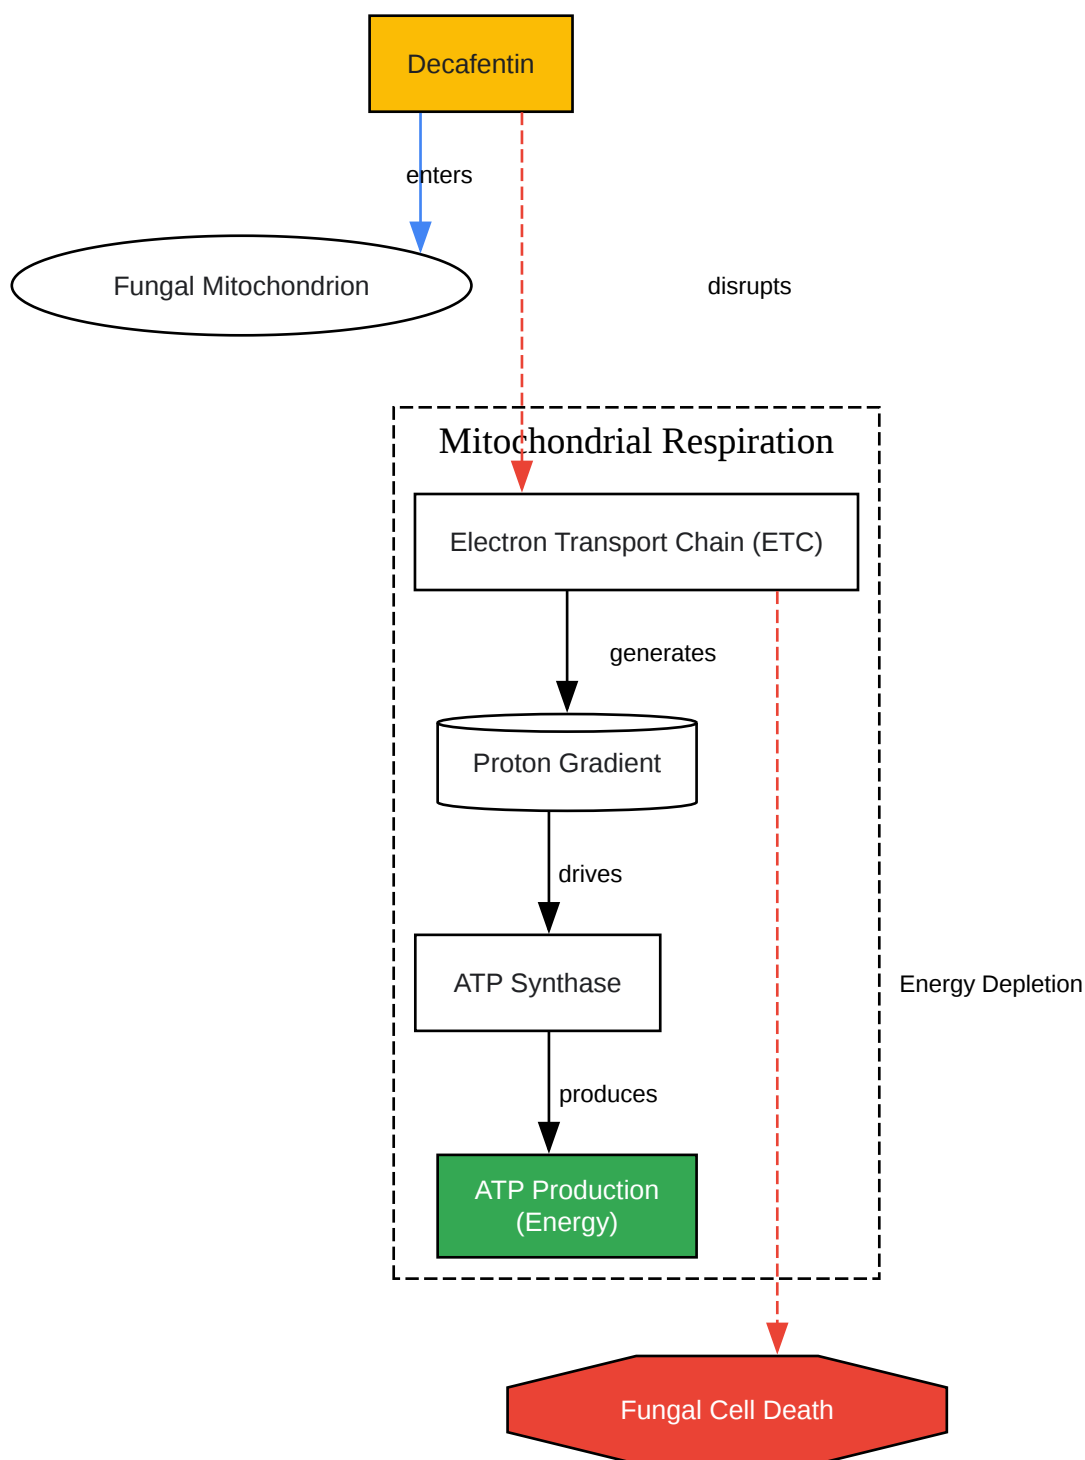 Decafentin
enters
Fungal Mitochondrion
disrupts
Mitochondrial Respiration
Electron Transport Chain (ETC)
generates
Proton Gradient
drives
ATP Synthase
Energy Depletion
produces
ATP Production
(Energy)
Fungal Cell Death